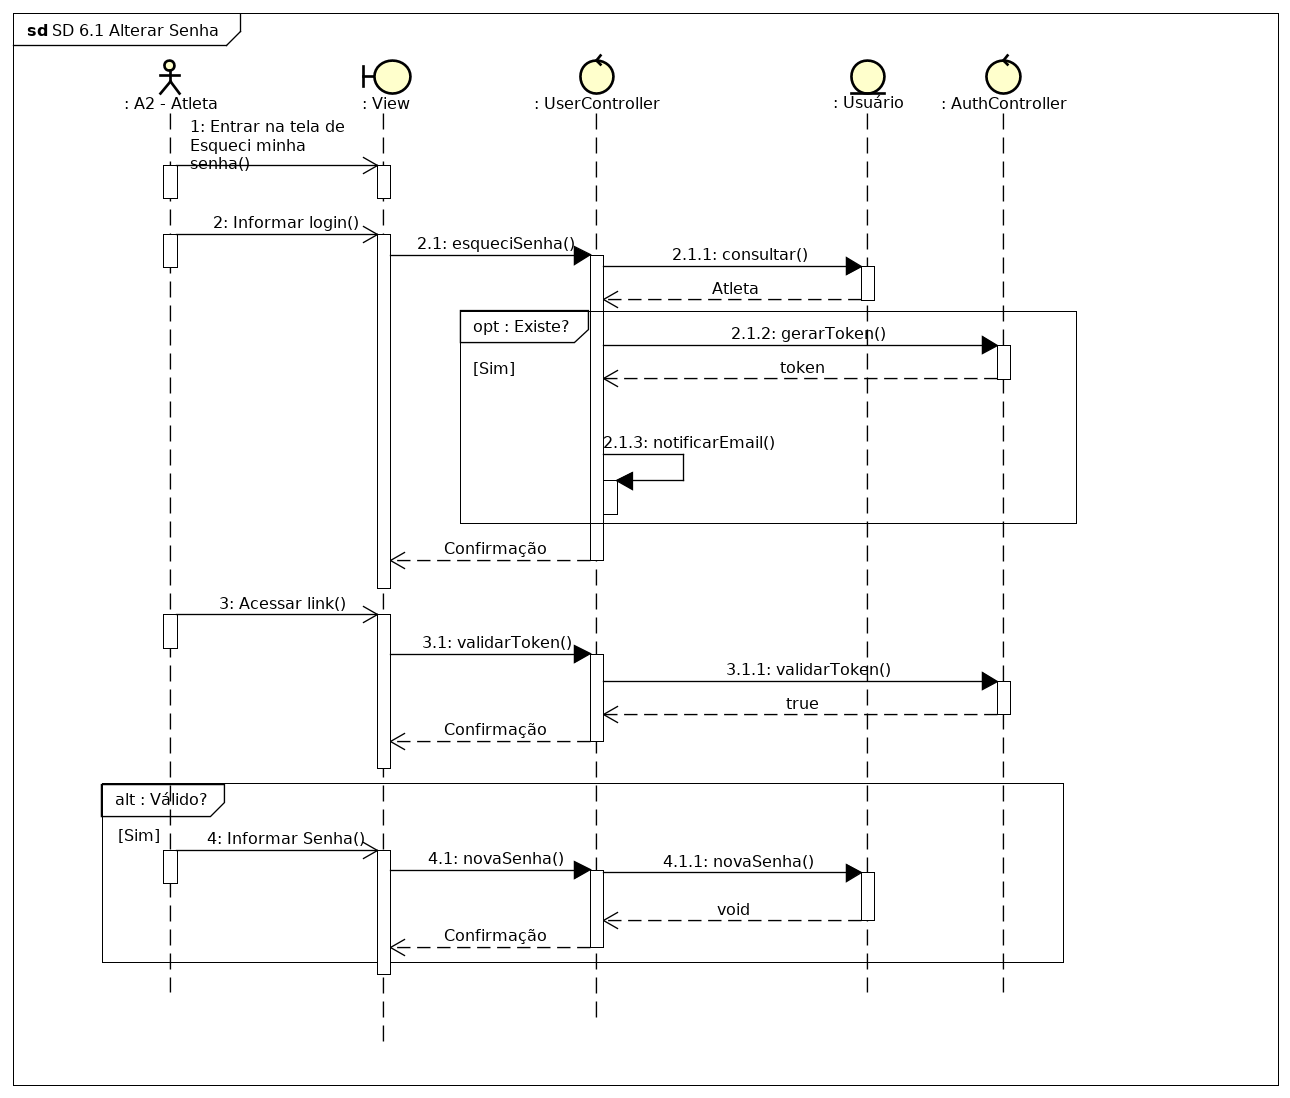 sd SD 6.1 Alterar Senha
: A2 - Atleta
: View
: UserController
: Usuário
: AuthController
1: Entrar na tela de
Esqueci minha
senha()
2: Informar login()
2.1: esqueciSenha()
2.1.1: consultar()
Atleta
opt : Existe?
2.1.2: gerarToken()
[Sim]
token
2.1.3: notificarEmail()
Confirmação
3: Acessar link()
3.1: validarToken()
3.1.1: validarToken()
true
Confirmação
alt : Válido?
[Sim]
4: Informar Senha()
4.1: novaSenha()
4.1.1: novaSenha()
void
Confirmação